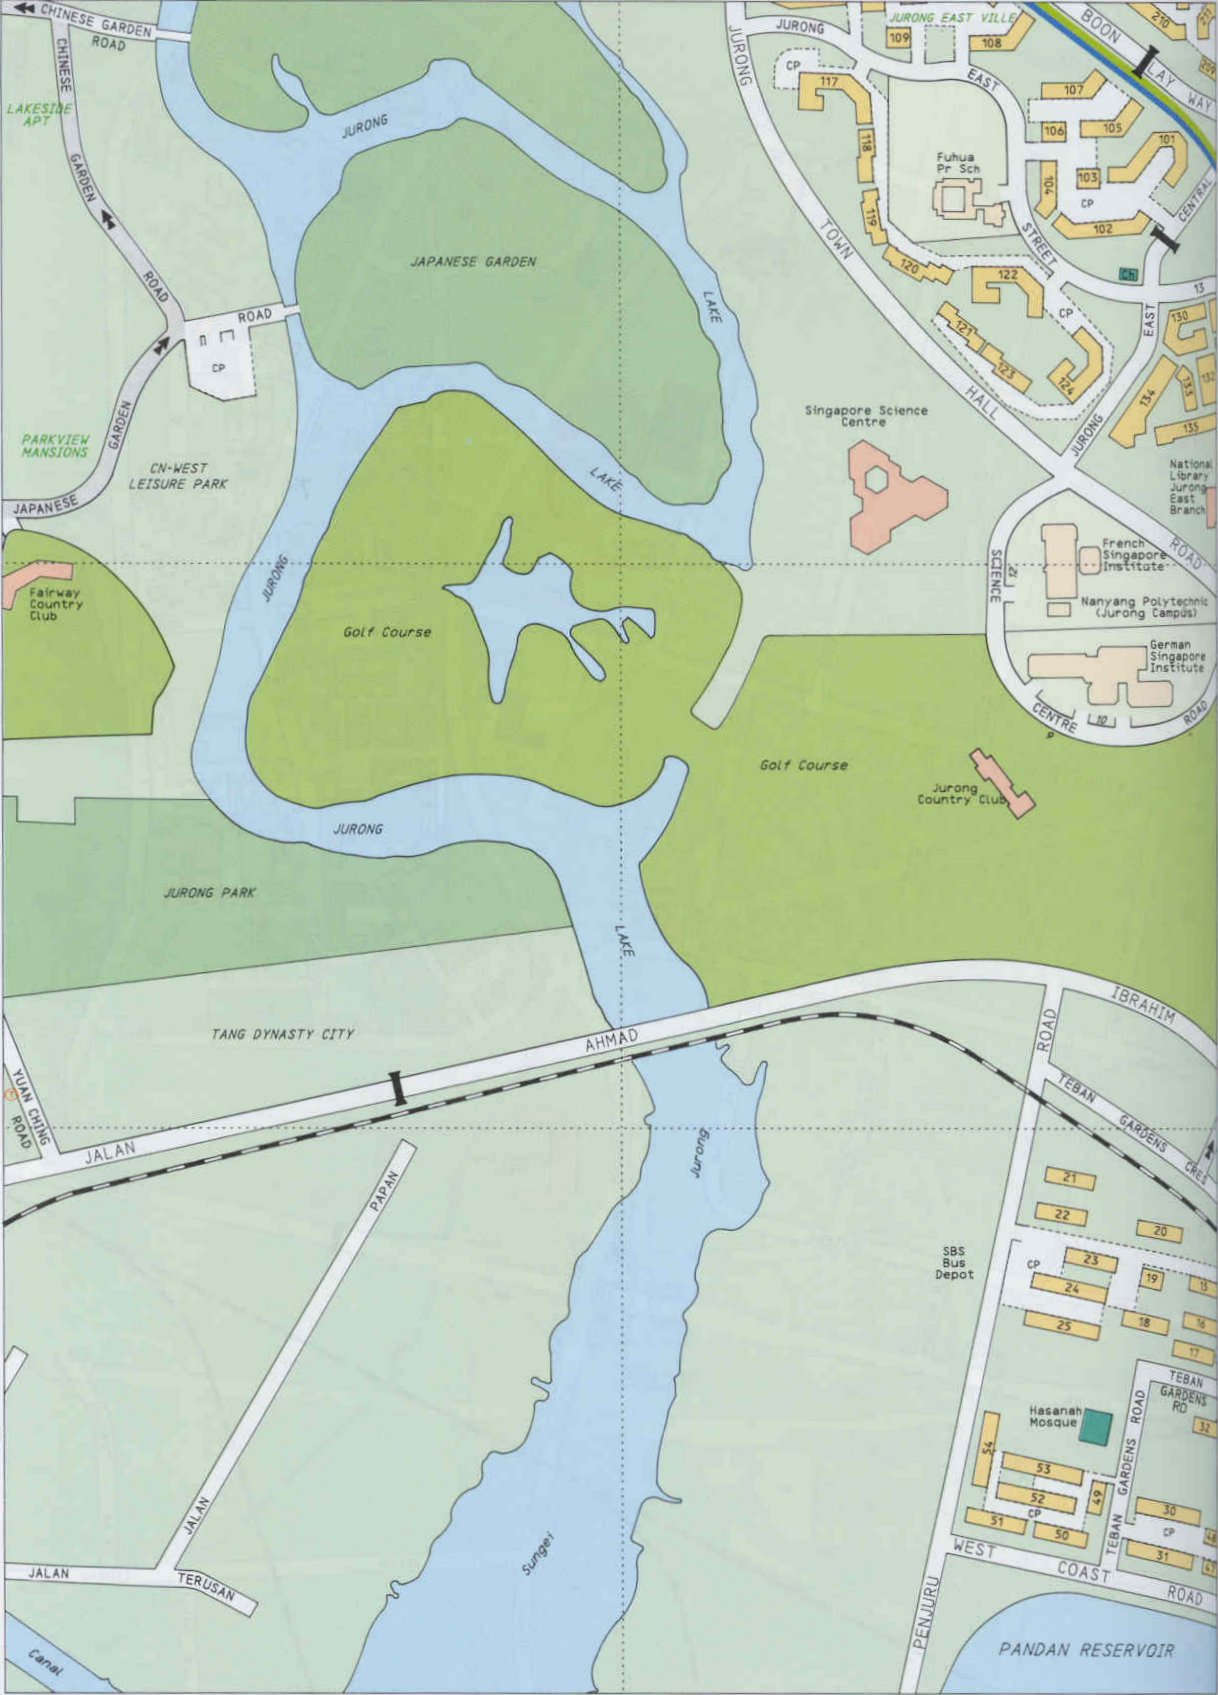 CHINESE GARDEN
ROAD
CHINESE
GARDEN
ROAD
LAKESIDE
APT
JURONG
LAKE
JAPANESE GARDEN
ROAD
CP
JAPANESE
GARDEN
PARKVIEW
MANSIONS
CN-WEST
LEISURE PARK
Fairway
Country
Club
JURONG
LAKE
Golf Course
JURONG
LAKE
JURONG PARK
TANG DYNASTY CITY
YUAN CHING
ROAD
JURONG
TOWN
HALL
ROAD
JURONG
EAST
STREET
13
JURONG EAST VILLE
BOON
LAY
WAY
210
109
108
CP
117
118
119
120
107
106
105
101
104
103
CP
102
CENTRAL
Fuhua
Pr Sch
122
CP
121
123
124
Ch
EAST
JURONG
130
132
133
134
135
Singapore Science
Centre
National
Library
Jurong
East
Branch
French
Singapore
Institute
Nanyang Polytechnic
(Jurong Campus)
German
Singapore
Institute
SCIENCE
CENTRE
ROAD
12
10
9
Golf Course
Jurong
Country Club
JALAN
AHMAD
IBRAHIM
ROAD
TEBAN
GARDENS
CRES
PAPAN
JALAN
JALAN
TERUSAN
Canal
Jurong
Sungei
SBS
Bus
Depot
21
22
20
CP
23
24
25
19
18
15
16
17
TEBAN
GARDENS
RD
32
Hasanah
Mosque
54
53
52
CP
51
50
49
TEBAN
GARDENS
ROAD
30
CP
31
48
47
WEST
COAST
ROAD
PENJURU
PANDAN RESERVOIR